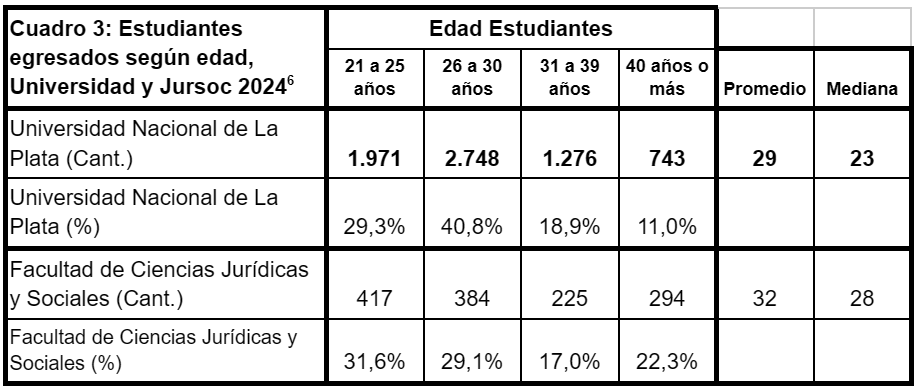 Cuadro 3: Estudiantes
egresados según edad,
Universidad y Jursoc 2024⁶
Edad Estudiantes
21 a 25
años
26 a 30
años
31 a 39
años
40 años o
más
Promedio
Mediana
Universidad Nacional de La
Plata (Cant.)
1.971
2.748
1.276
743
29
23
Universidad Nacional de La
Plata (%)
29,3%
40,8%
18,9%
11,0%
Facultad de Ciencias Jurídicas
y Sociales (Cant.)
417
384
225
294
32
28
Facultad de Ciencias Jurídicas y
Sociales (%)
31,6%
29,1%
17,0%
22,3%